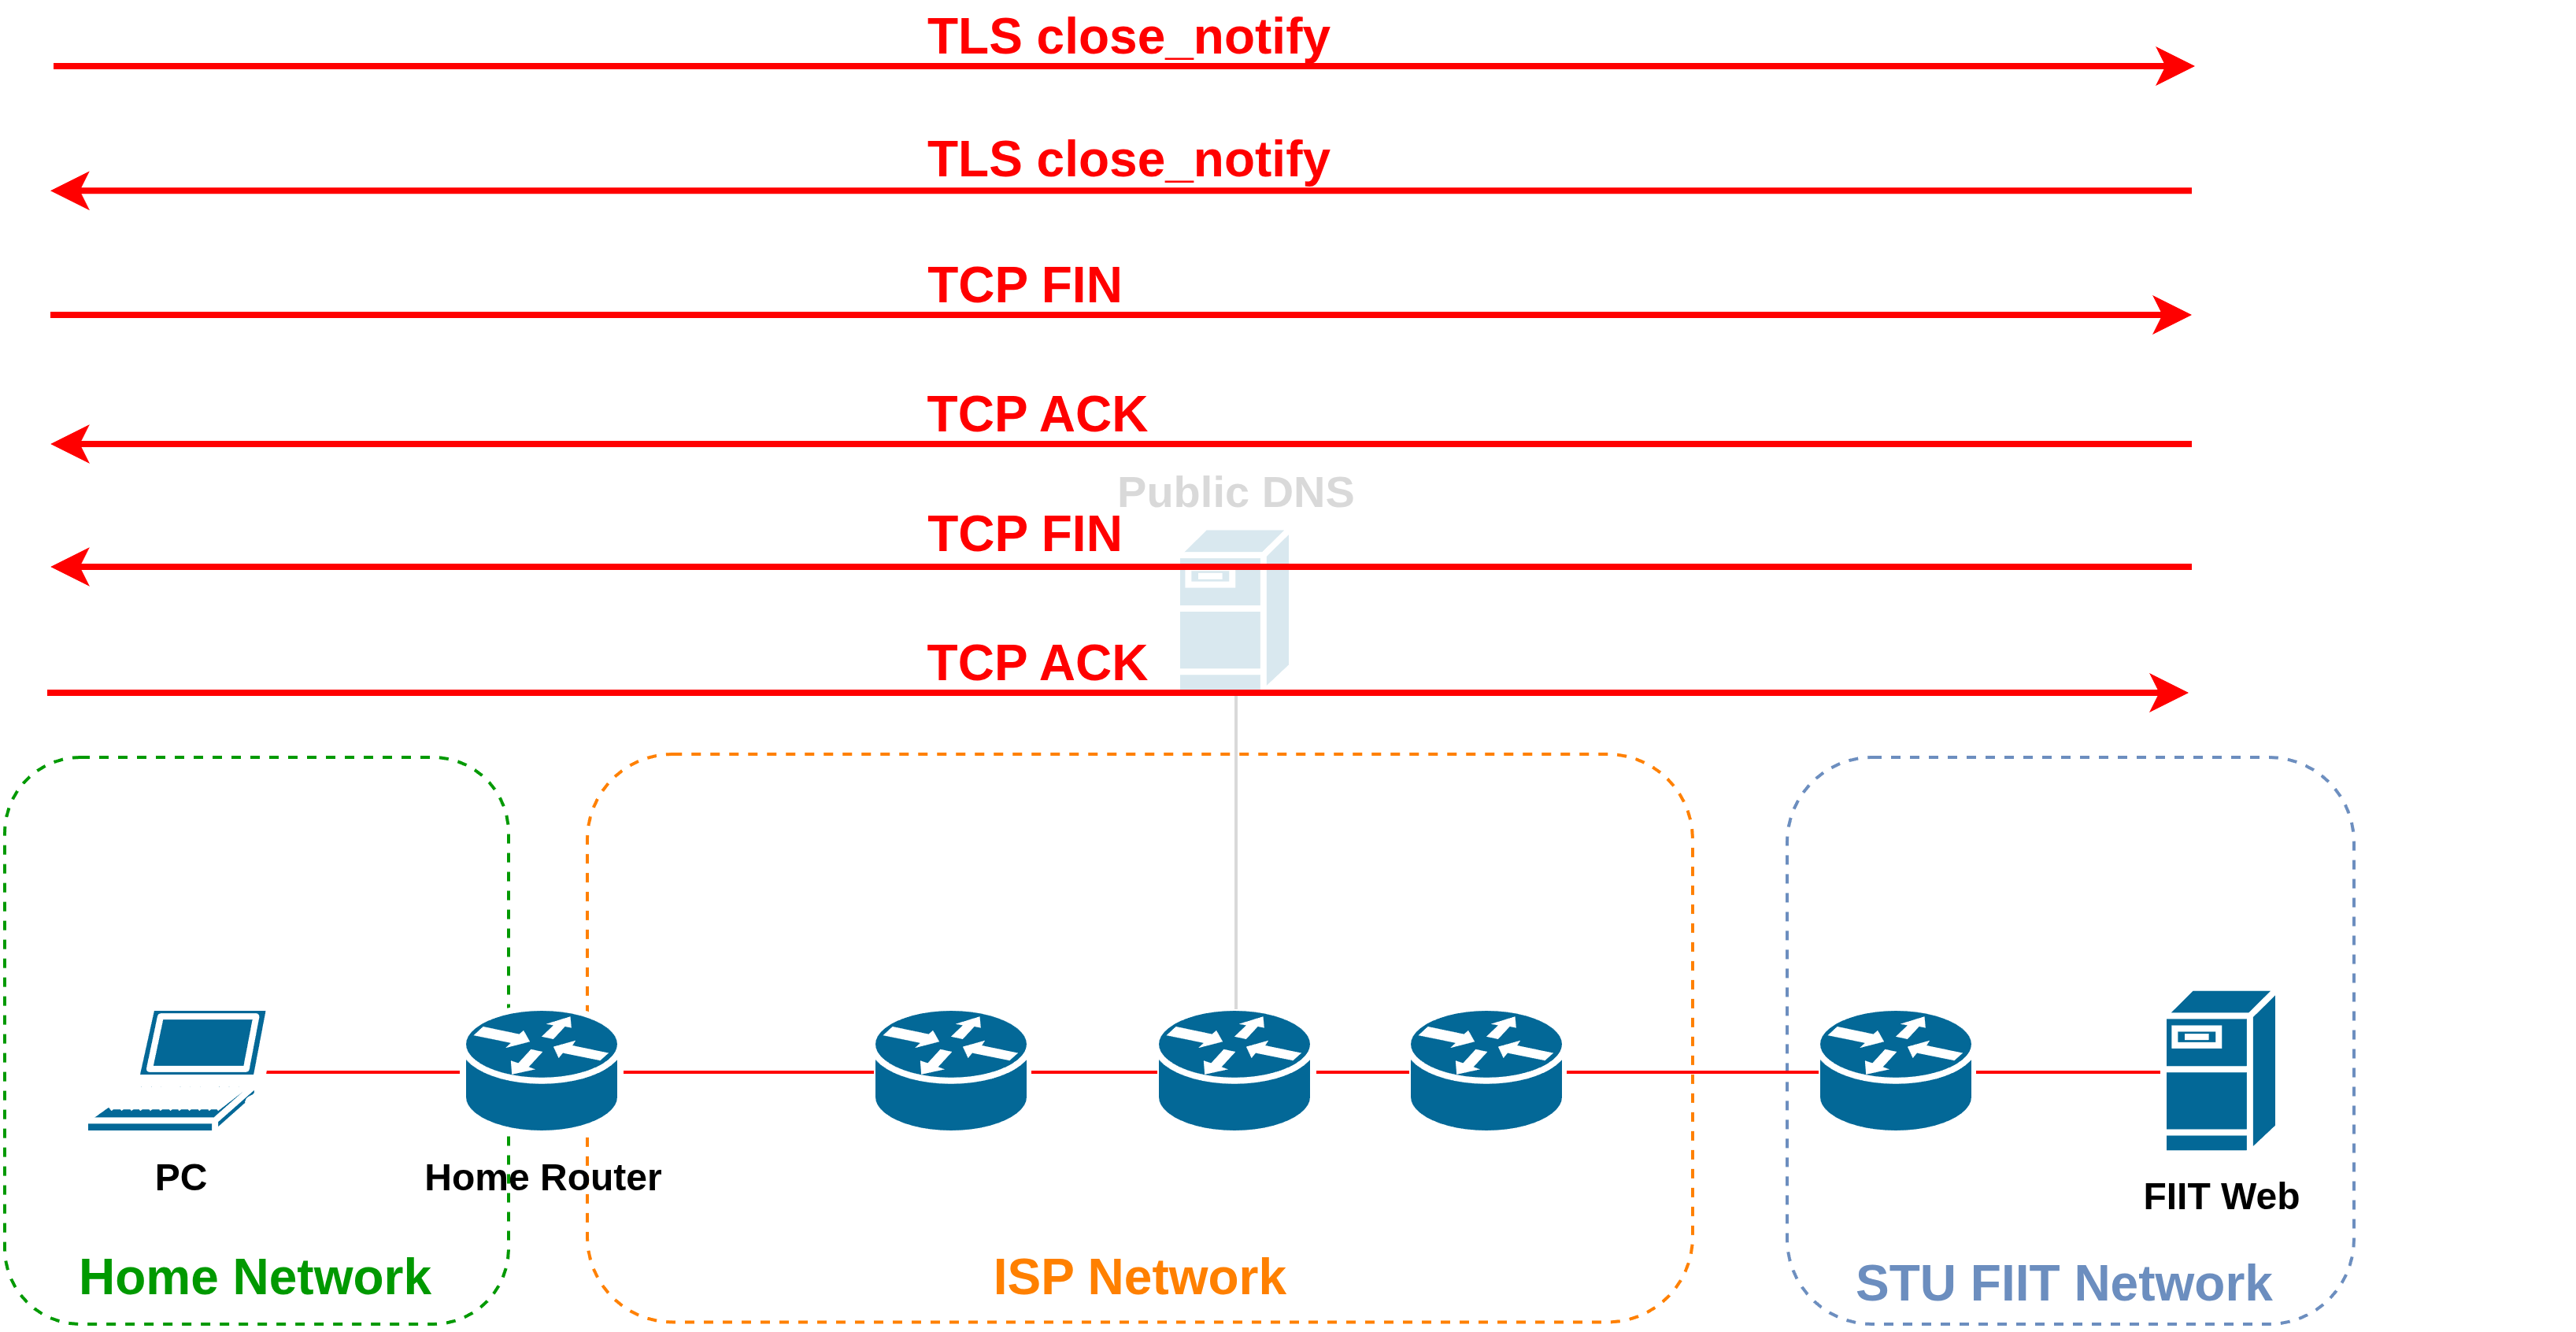 TLS close_notify
TLS close_notify
TCP FIN
TCP ACK
Public DNS
TCP FIN
TCP ACK
PC
Home Router
FIIT Web
Home Network
ISP Network
STU FIIT Network